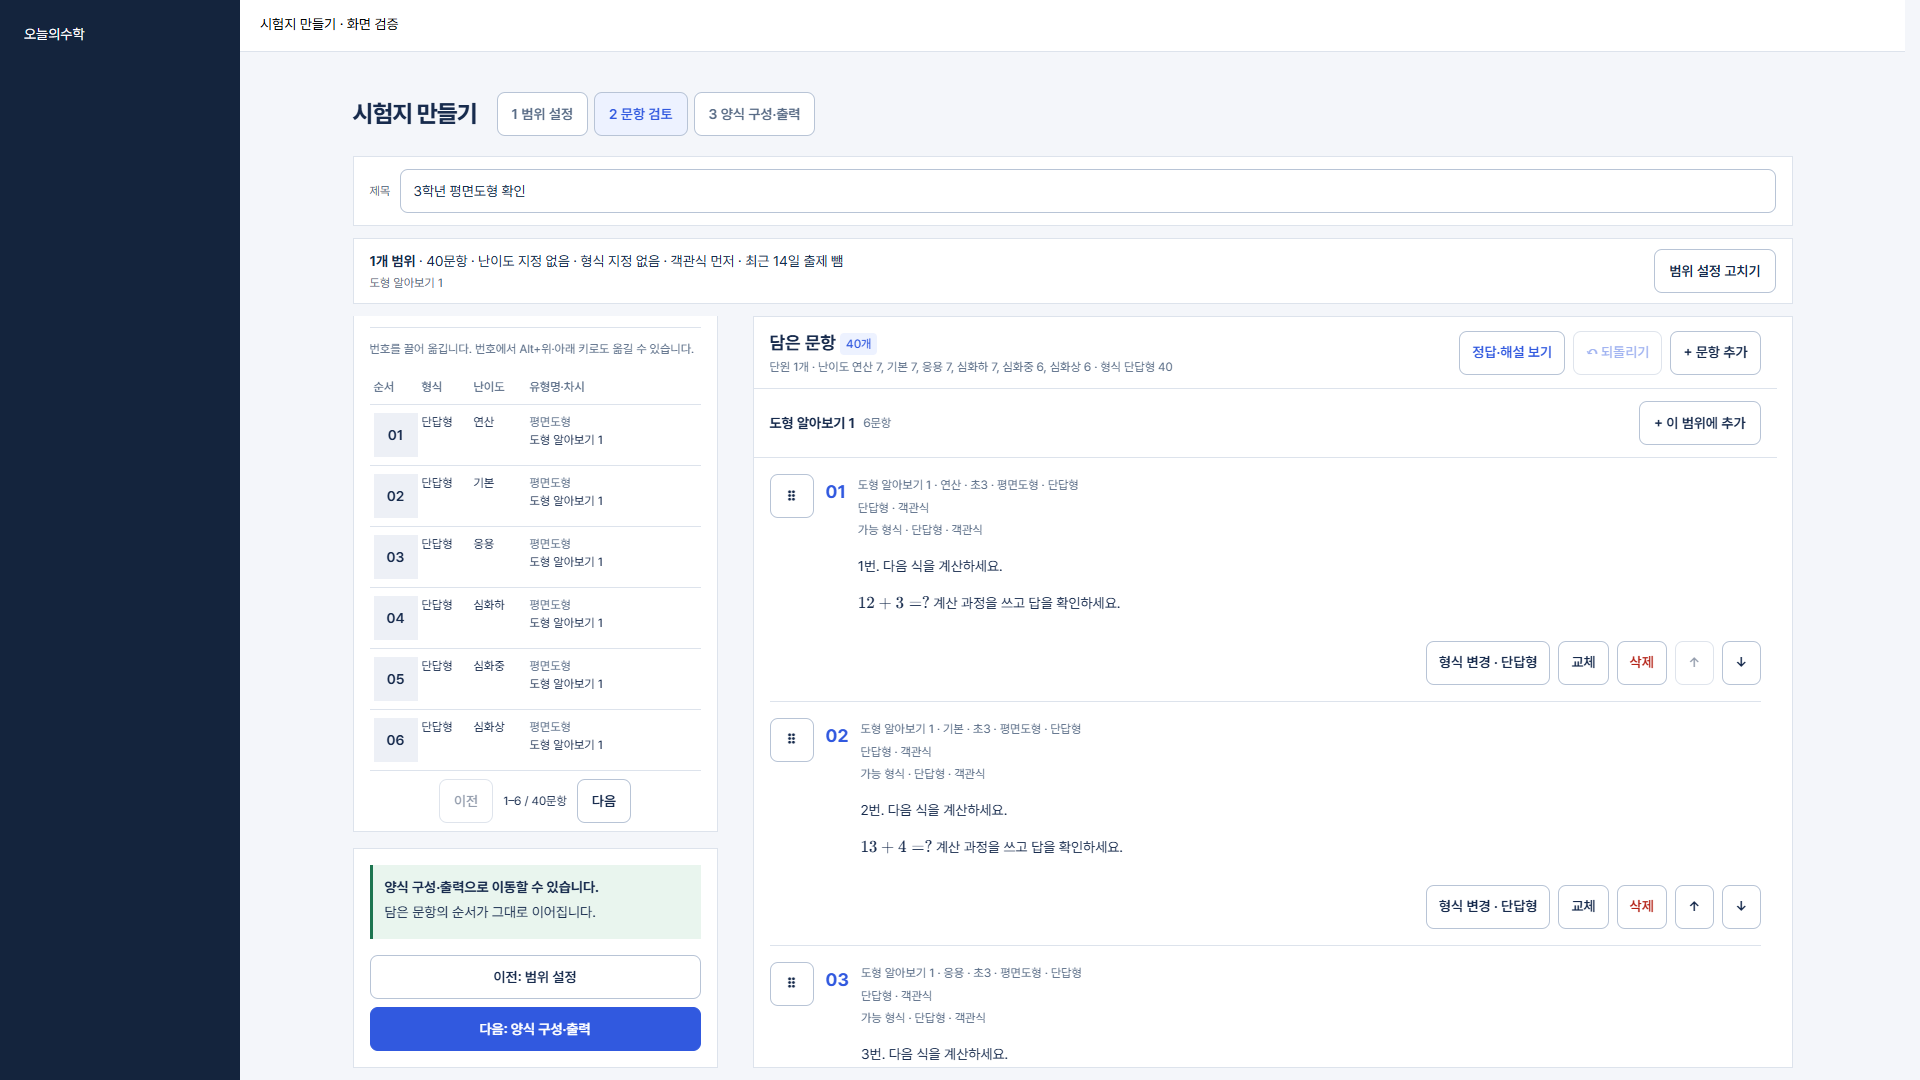 오늘의수학
시험지 만들기 · 화면 검증
시험지 만들기
1 범위 설정
2 문항 검토
3 양식 구성·출력
제목
3학년 평면도형 확인
1개 범위 · 40문항 · 난이도 지정 없음 · 형식 지정 없음 · 객관식 먼저 · 최근 14일 출제 뺌
도형 알아보기 1
범위 설정 고치기
번호를 끌어 옮깁니다. 번호에서 Alt+위·아래 키로도 옮길 수 있습니다.
순서 형식 난이도 유형명·차시
01 단답형 연산 평면도형
도형 알아보기 1
02 단답형 기본 평면도형
도형 알아보기 1
03 단답형 응용 평면도형
도형 알아보기 1
04 단답형 심화하 평면도형
도형 알아보기 1
05 단답형 심화중 평면도형
도형 알아보기 1
06 단답형 심화상 평면도형
도형 알아보기 1
이전 1–6 / 40문항 다음
양식 구성·출력으로 이동할 수 있습니다.
담은 문항의 순서가 그대로 이어집니다.
이전: 범위 설정
다음: 양식 구성·출력
담은 문항 40개
단원 1개 · 난이도 연산 7, 기본 7, 응용 7, 심화하 7, 심화중 6, 심화상 6 · 형식 단답형 40
정답·해설 보기
↶ 되돌리기
+ 문항 추가
도형 알아보기 1 6문항
+ 이 범위에 추가
01 도형 알아보기 1 · 연산 · 초3 · 평면도형 · 단답형
단답형 · 객관식
가능 형식 · 단답형 · 객관식
1번. 다음 식을 계산하세요.
12 + 3 =? 계산 과정을 쓰고 답을 확인하세요.
형식 변경 · 단답형 교체 삭제 ↑ ↓
02 도형 알아보기 1 · 기본 · 초3 · 평면도형 · 단답형
단답형 · 객관식
가능 형식 · 단답형 · 객관식
2번. 다음 식을 계산하세요.
13 + 4 =? 계산 과정을 쓰고 답을 확인하세요.
형식 변경 · 단답형 교체 삭제 ↑ ↓
03 도형 알아보기 1 · 응용 · 초3 · 평면도형 · 단답형
단답형 · 객관식
가능 형식 · 단답형 · 객관식
3번. 다음 식을 계산하세요.